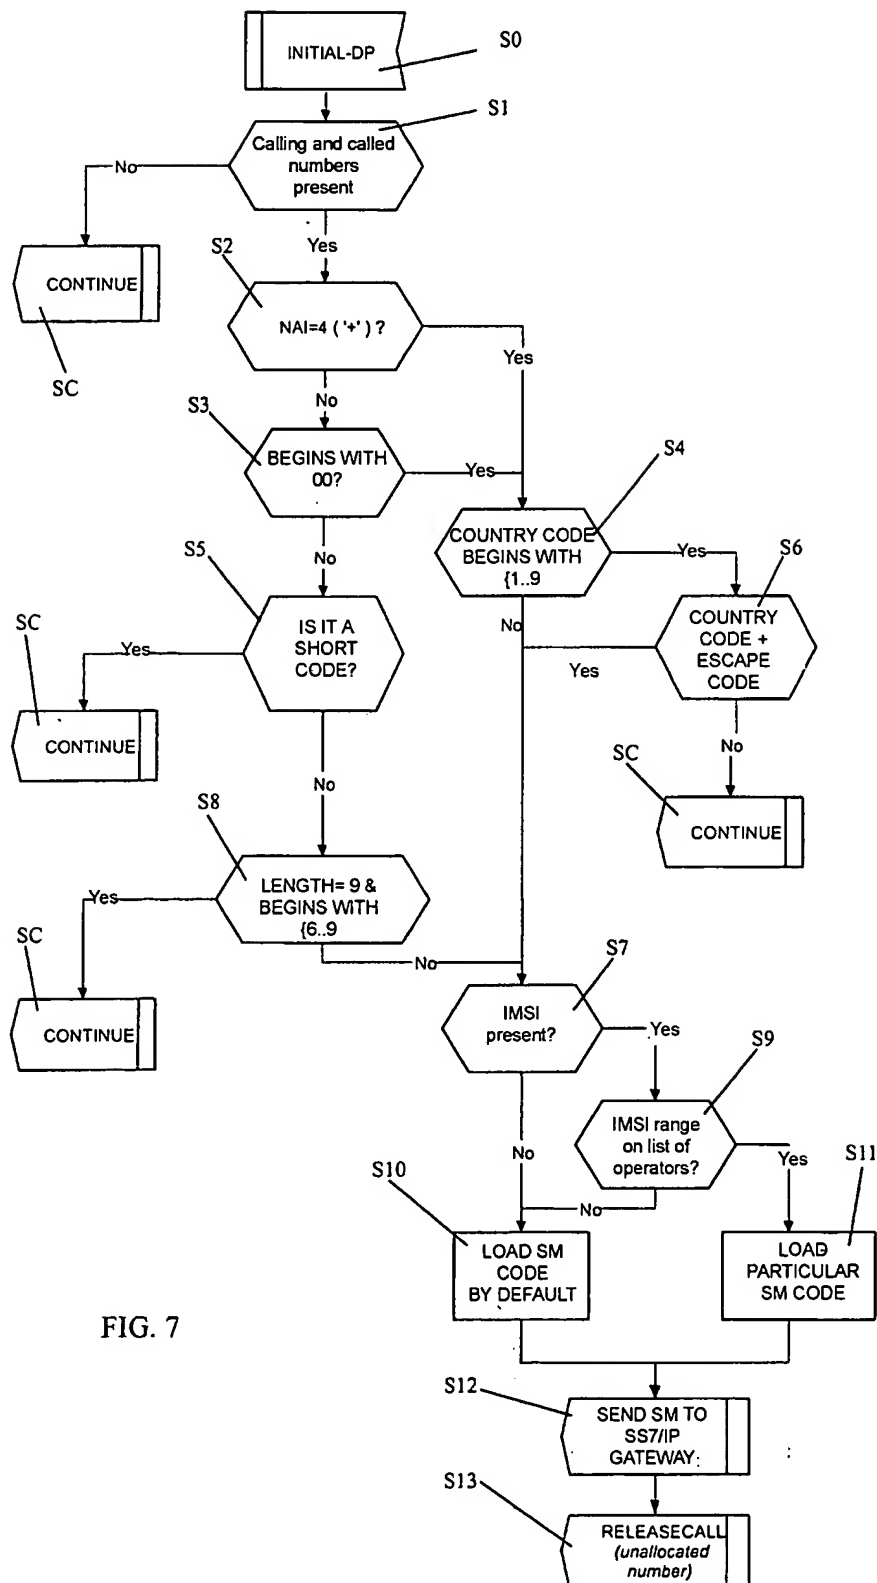 INITIAL-DP
S0
S1
Calling and called
numbers
present
No
Yes
CONTINUE
SC
S2
NAI=4 ( '+' ) ?
Yes
No
S3
BEGINS WITH
00?
Yes
S4
COUNTRY CODE
BEGINS WITH
{1..9
Yes
No
No
S5
IS IT A
SHORT
CODE?
Yes
SC
CONTINUE
S6
COUNTRY
CODE +
ESCAPE
CODE
Yes
No
SC
CONTINUE
No
S8
LENGTH= 9 &
BEGINS WITH
{6..9
Yes
SC
CONTINUE
No
S7
IMSI
present?
Yes
S9
IMSI range
on list of
operators?
No
Yes
No
S10
LOAD SM
CODE
BY DEFAULT
S11
LOAD
PARTICULAR
SM CODE
FIG. 7
S12
SEND SM TO
SS7/IP
GATEWAY
S13
RELEASECALL
(unallocated
number)